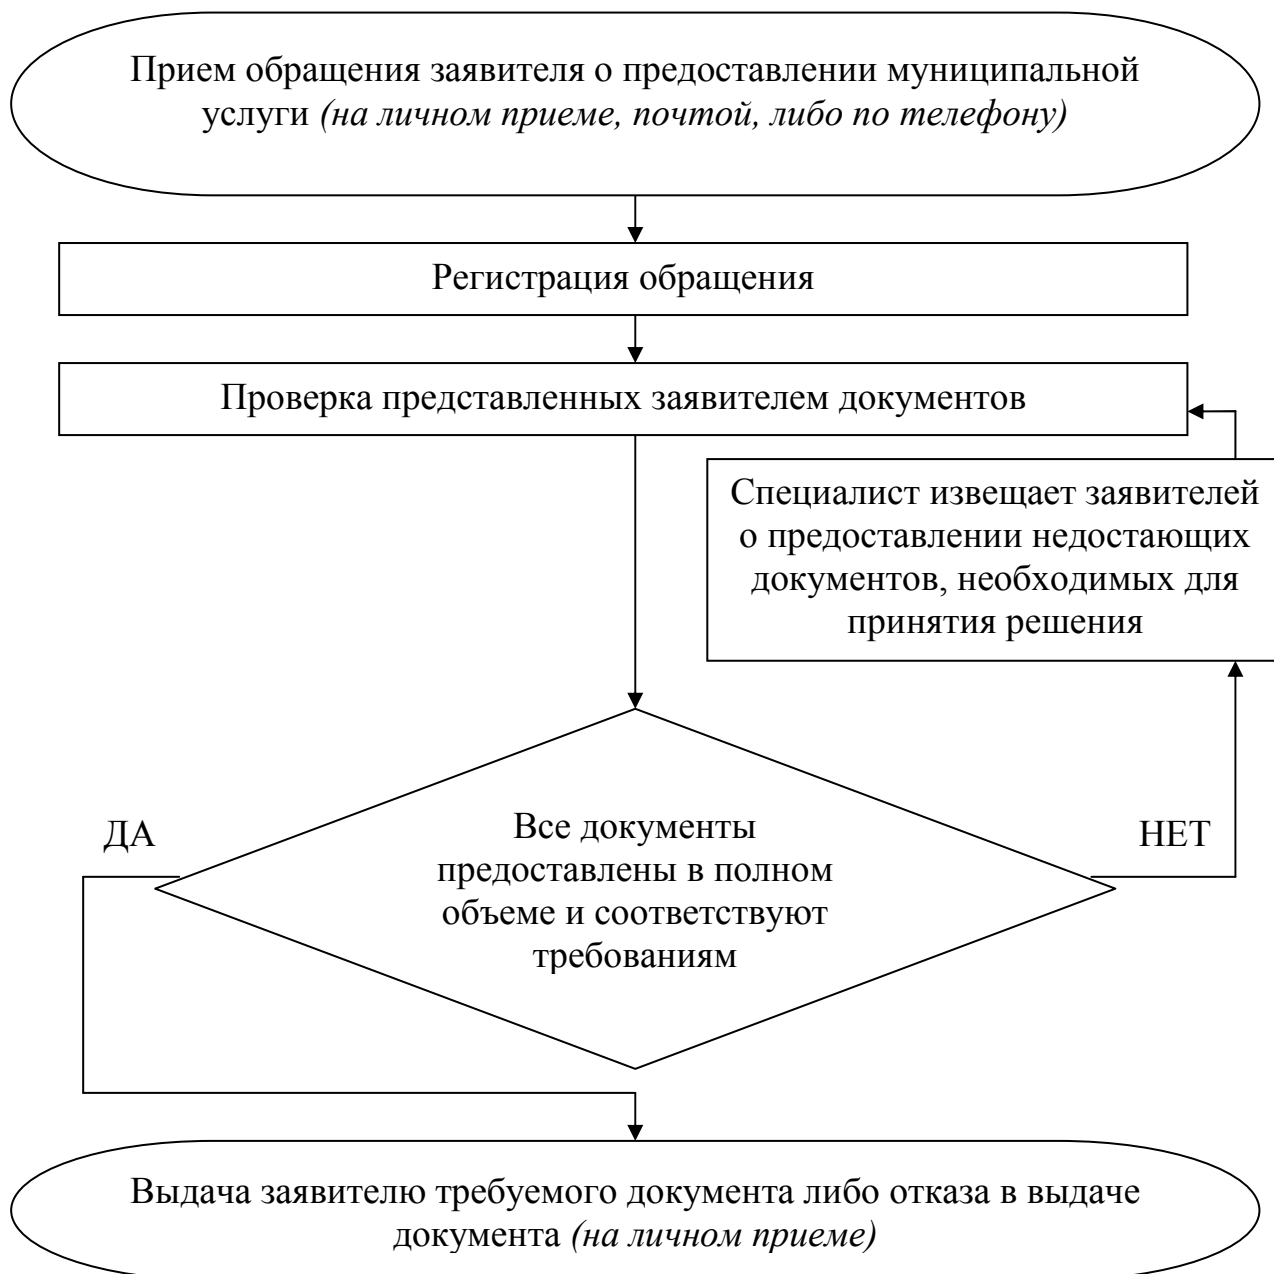 Прием обращения заявителя о предоставлении муниципальной
услуги (на личном приеме, почтой, либо по телефону)
Регистрация обращения
Проверка представленных заявителем документов
Специалист извещает заявителей
о предоставлении недостающих
документов, необходимых для
принятия решения
ДА
Все документы
предоставлены в полном
объеме и соответствуют
требованиям
НЕТ
Выдача заявителю требуемого документа либо отказа в выдаче
документа (на личном приеме)